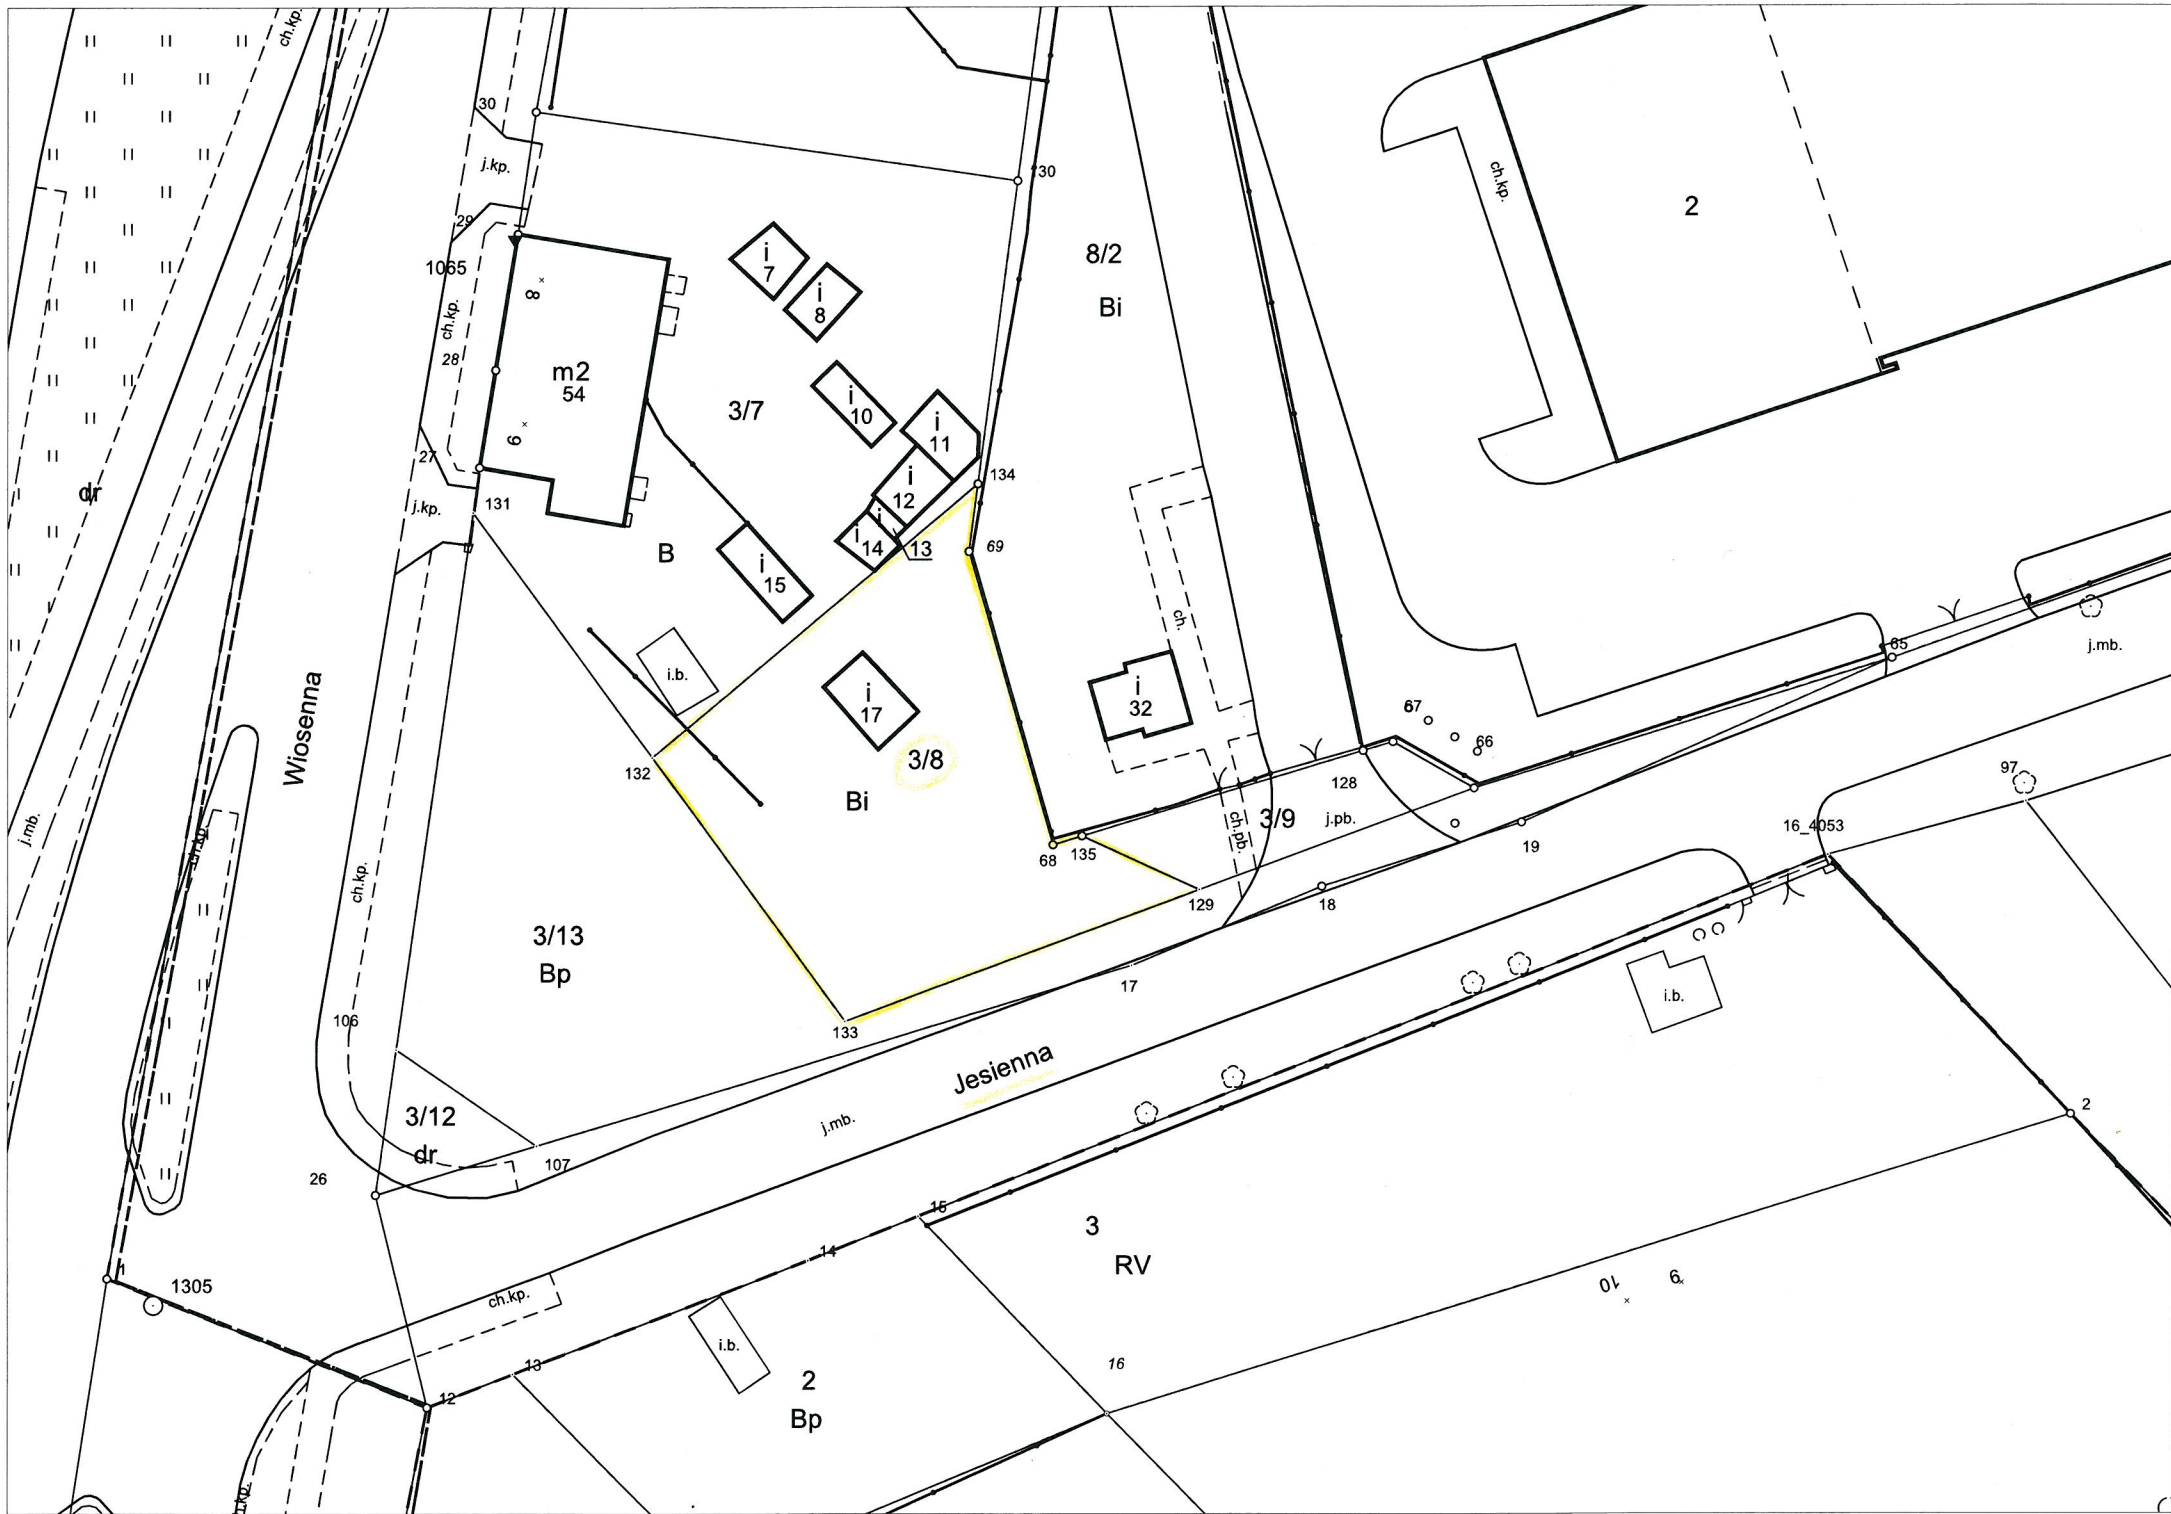 ch.kp.
30
j.kp.
30
ch.kp.
2
29
1065
8
i
7
i
8
8/2
Bi
ch.kp.
28
m2
54
3/7
i
10
i
11
9
27
134
dr
131
j.kp.
i
12
i
i
14
13
69
B
i
15
ch.
i.b.
65
j.mb.
Wiosenna
i
17
i
32
67
66
132
3/8
128
97
Bi
3/9
j.pb.
ch.pb.
16_4053
j.mb.
ch.kp.
68
135
19
ch.kp.
129
18
3/13
Bp
17
i.b.
106
133
Jesienna
3/12
dr
j.mb.
2
107
26
15
3
14
RV
1
1305
ch.kp.
10
9
13
i.b.
16
2
Bp
12